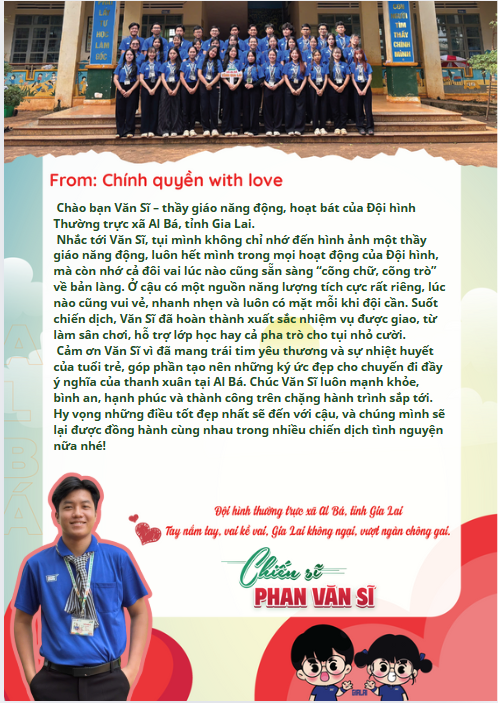 LÀ
U HỌC
LÀM
CON
NGƯỜI
TÌM
THẤY
CHÍNH
MÌNH
From: Chính quyền with love
Chào bạn Văn Sĩ – thầy giáo năng động, hoạt bát của Đội hình
Thường trực xã Al Bá, tỉnh Gia Lai.
Nhắc tới Văn Sĩ, tụi mình không chỉ nhớ đến hình ảnh một thầy
giáo năng động, luôn hết mình trong mọi hoạt động của Đội hình,
mà còn nhớ cả đôi vai lúc nào cũng sẵn sàng “cõng chữ, cõng trò”
về bản làng. Ở cậu có một nguồn năng lượng tích cực rất riêng, lúc
nào cũng vui vẻ, nhanh nhẹn và luôn có mặt mỗi khi đội cần. Suốt
chiến dịch, Văn Sĩ đã hoàn thành xuất sắc nhiệm vụ được giao, từ
làm sân chơi, hỗ trợ lớp học hay cả pha trò cho tụi nhỏ cười.
Cảm ơn Văn Sĩ vì đã mang trái tim yêu thương và sự nhiệt huyết
của tuổi trẻ, góp phần tạo nên những ký ức đẹp cho chuyến đi đầy
ý nghĩa của thanh xuân tại Al Bá. Chúc Văn Sĩ luôn mạnh khỏe,
bình an, hạnh phúc và thành công trên chặng hành trình sắp tới.
Hy vọng những điều tốt đẹp nhất sẽ đến với cậu, và chúng mình sẽ
lại được đồng hành cùng nhau trong nhiều chiến dịch tình nguyện
nữa nhé!
AL BÁ
Đội hình thường trực xã Al Bá, tỉnh Gia Lai
Tay nắm tay, vai kề vai, Gia Lai không ngại, vượt ngàn chông gai.
Chiến sĩ
PHAN VĂN SĨ